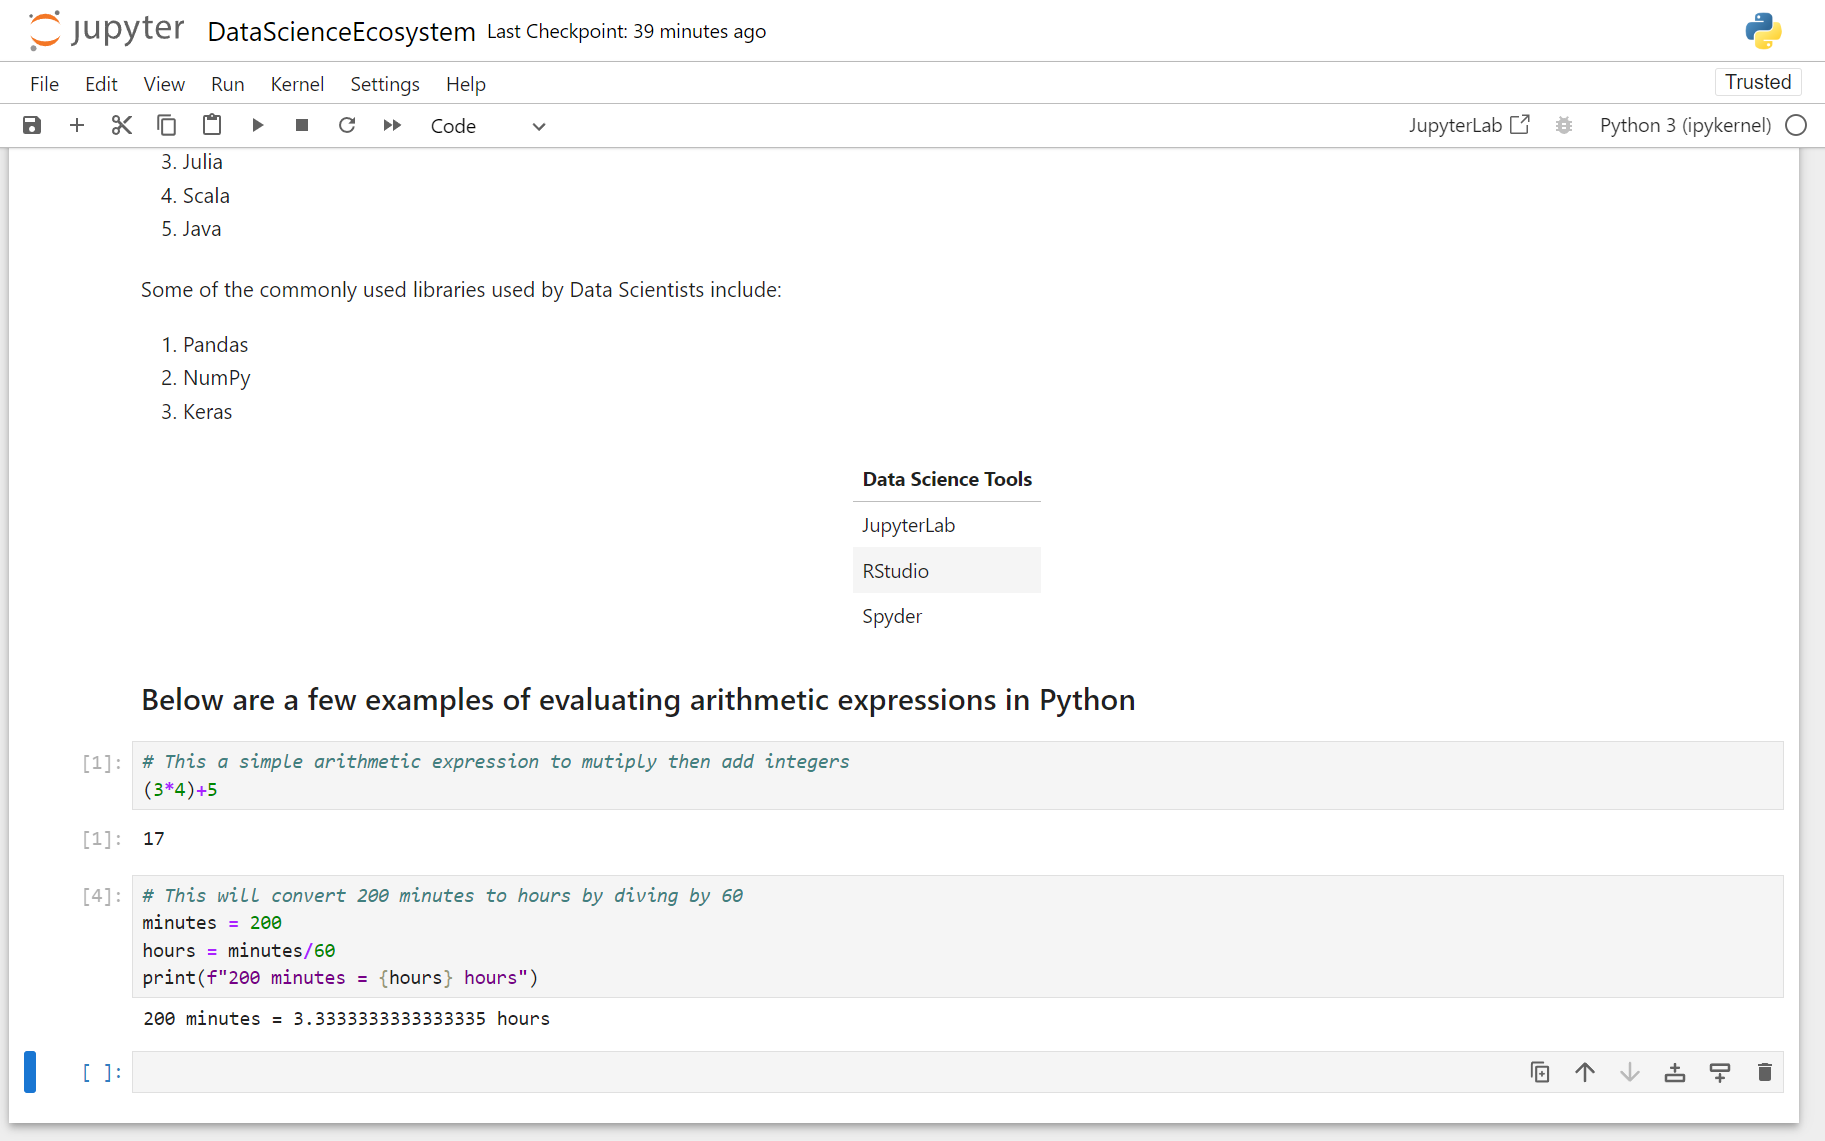 jupyter DataScienceEcosystem Last Checkpoint: 39 minutes ago
File Edit View Run Kernel Settings Help Trusted
Code JupyterLab Python 3 (ipykernel)
3. Julia
4. Scala
5. Java
Some of the commonly used libraries used by Data Scientists include:
1. Pandas
2. NumPy
3. Keras
Data Science Tools
JupyterLab
RStudio
Spyder
Below are a few examples of evaluating arithmetic expressions in Python
[1]: # This a simple arithmetic expression to mutiply then add integers
(3*4)+5
[1]: 17
[4]: # This will convert 200 minutes to hours by diving by 60
minutes = 200
hours = minutes/60
print(f"200 minutes = {hours} hours")
200 minutes = 3.3333333333333335 hours
[ ]: